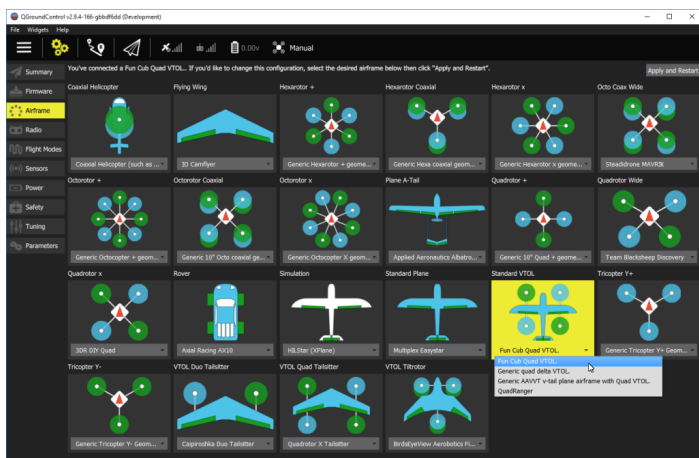 QGroundControl v2.9.4-166-gbbdf6dd (Development)
File Widgets Help
0.00v Manual
You've connected a Fun Cub Quad VTOL.. If you'd like to change this configuration, select the desired airframe below then click "Apply and Restart".
Apply and Restart
Summary
Firmware
Airframe
Radio
Flight Modes
Sensors
Power
Safety
Tuning
Parameters
Coaxial Helicopter
Flying Wing
Hexarotor +
Hexarotor Coaxial
Hexarotor x
Octo Coax Wide
Coaxial Helicopter (such as ...
IO Camflyer
Generic Hexarotor + geome...
Generic Hexa coaxial geom...
Generic Hexarotor x geome...
Steadidrone MAVRIK
Octorotor +
Octorotor Coaxial
Octorotor x
Plane A-Tail
Quadrotor +
Quadrotor Wide
Generic Octocopter + geom...
Generic 10" Octo coaxial ge...
Generic Octocopter X geom...
Applied Aeronautics Albatro...
Generic 10" Quad + geome...
Team Blacksheep Discovery
Quadrotor x
Rover
Simulation
Standard Plane
Standard VTOL
Tricopter Y+
3DR DIY Quad
Axial Racing AX10
HILStar (XPlane)
Multiplex Easystar
Fun Cub Quad VTOL.
Generic Tricopter Y+ Geom...
Fun Cub Quad VTOL.
Generic quad delta VTOL.
Generic AAVVT v-tail plane airframe with Quad VTOL.
QuadRanger
Tricopter Y-
VTOL Duo Tailsitter
VTOL Quad Tailsitter
VTOL Tiltrotor
Generic Tricopter Y- Geom...
Caipiroshka Duo Tailsitter
Quadrotor X Tailsitter
BirdsEyeView Aerobotics Fi...